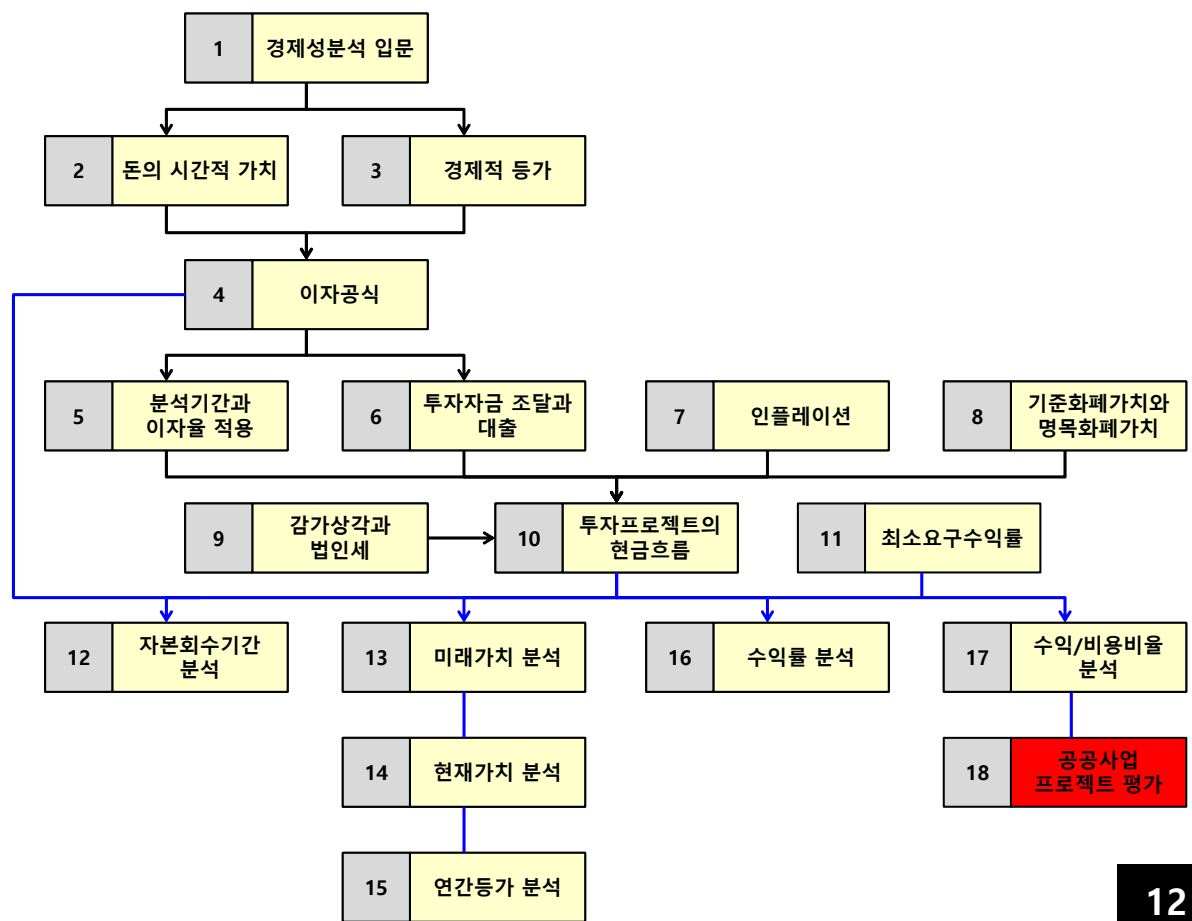 1
경제성분석 입문
2
돈의 시간적 가치
3
경제적 등가
4
이자공식
5
분석기간과
이자율 적용
6
투자자금 조달과
대출
7
인플레이션
8
기준화폐가치와
명목화폐가치
9
감가상각과
법인세
10
투자프로젝트의
현금흐름
11
최소요구수익률
12
자본회수기간
분석
13
미래가치 분석
16
수익률 분석
17
수익/비용비율
분석
14
현재가치 분석
18
공공사업
프로젝트 평가
15
연간등가 분석
12